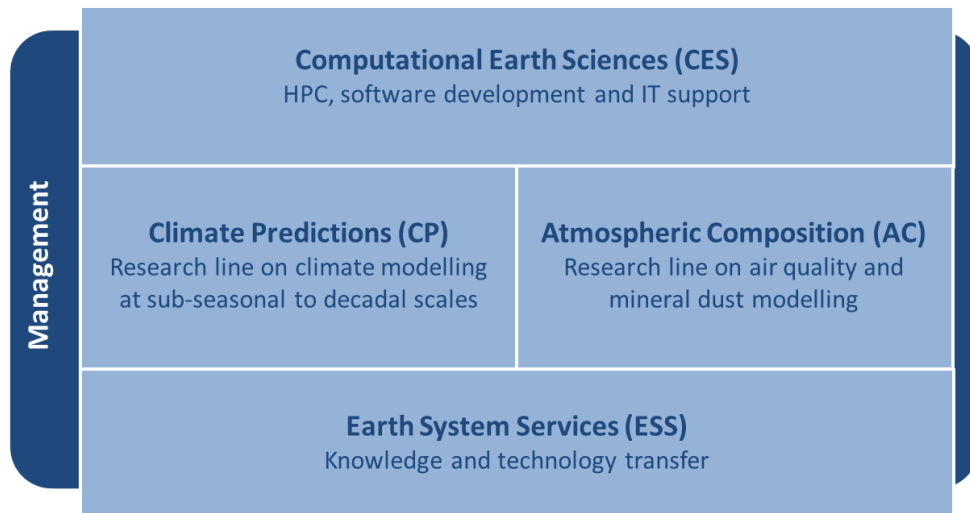 Management
Computational Earth Sciences (CES)
HPC, software development and IT support
Climate Predictions (CP)
Research line on climate modelling
at sub-seasonal to decadal scales
Atmospheric Composition (AC)
Research line on air quality and
mineral dust modelling
Earth System Services (ESS)
Knowledge and technology transfer